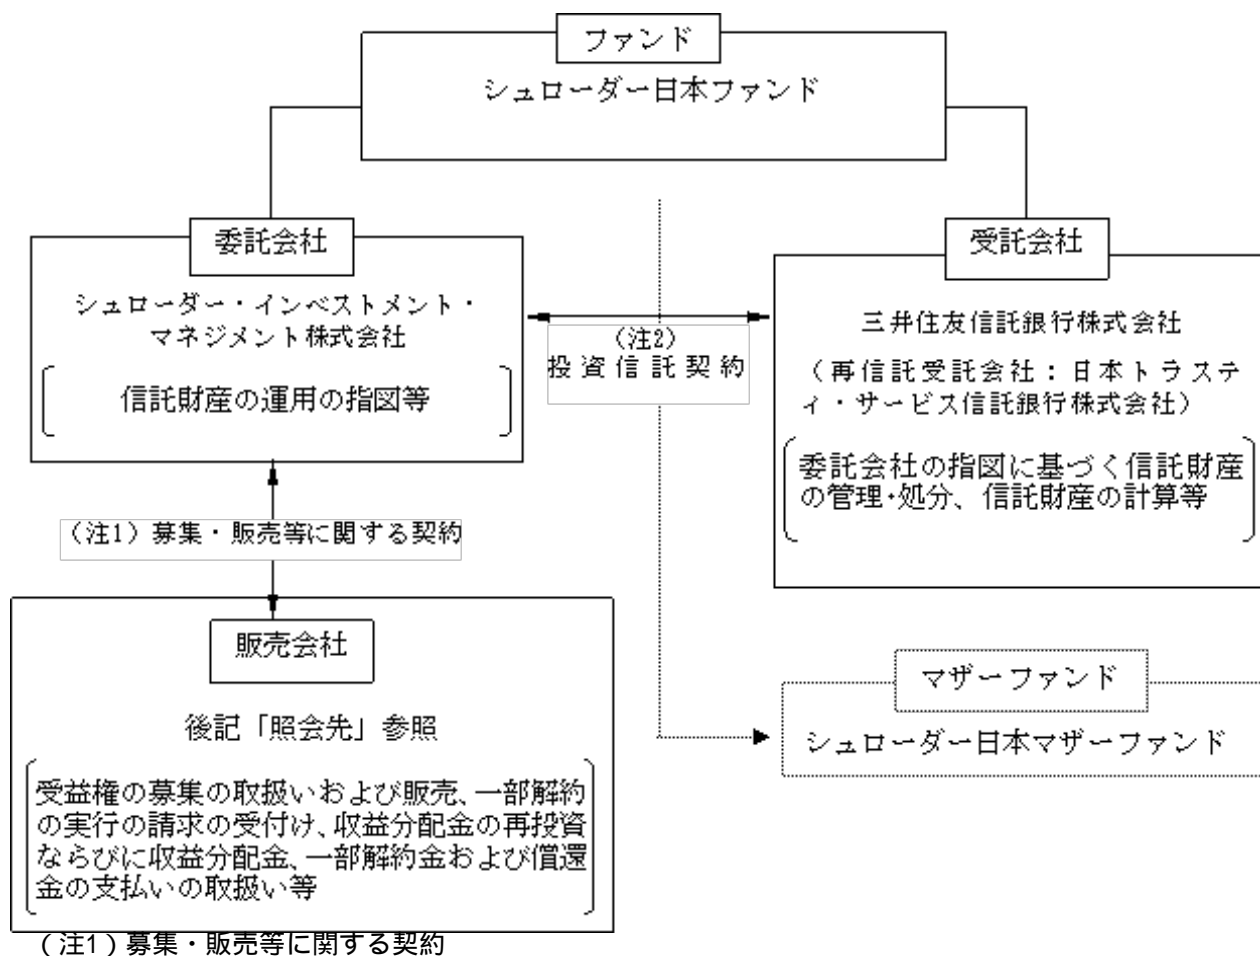 ファンド
シュローダー日本ファンド
委託会社
シュローダー・インベストメント・
マネジメント株式会社
信託財産の運用の指図等
(注2)
投資信託契約
受託会社
三井住友信託銀行株式会社
(再信託受託会社:日本トラステ
ィ・サービス信託銀行株式会社)
委託会社の指図に基づく信託財産
の管理・処分、信託財産の計算等
(注1)募集・販売等に関する契約
販売会社
後記「照会先」参照
受益権の募集の取扱いおよび販売、一部解約
の実行の請求の受付け、収益分配金の再投資
ならびに収益分配金、一部解約金および償還
金の支払いの取扱い等
マザーファンド
シュローダー日本マザーファンド
(注1)募集・販売等に関する契約